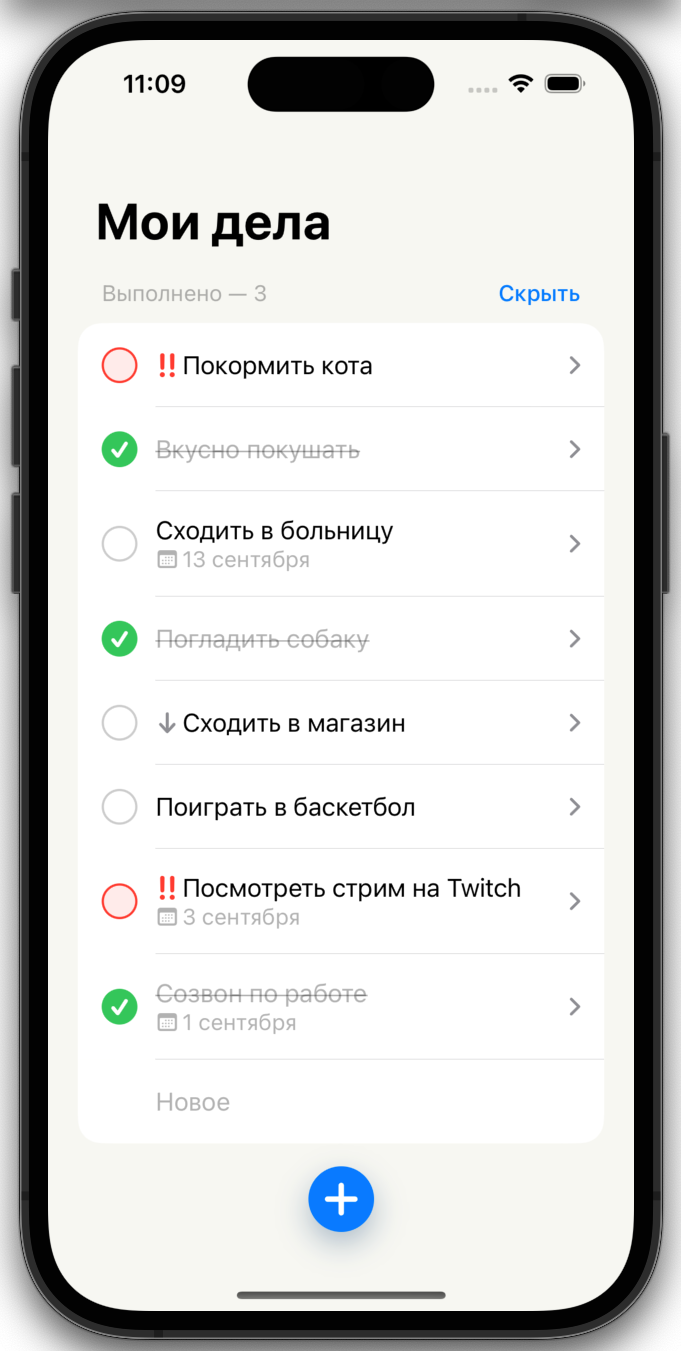 11:09
Мои дела
Выполнено — 3 Скрыть
‼ Покормить кота
Вкусно покушать
Сходить в больницу
13 сентября
Погладить собаку
↓ Сходить в магазин
Поиграть в баскетбол
‼ Посмотреть стрим на Twitch
3 сентября
Созвон по работе
1 сентября
Новое